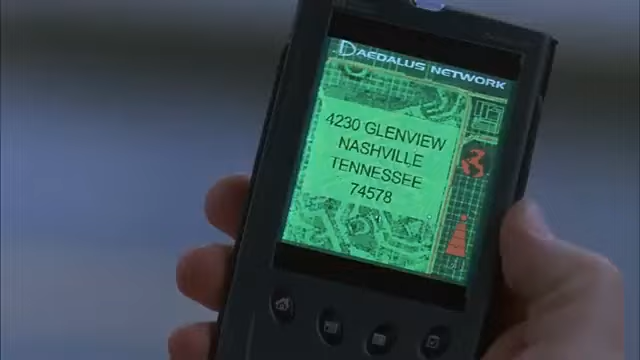 DAEDALUS NETWORK
4230 GLENVIEW
NASHVILLE
TENNESSEE
74578